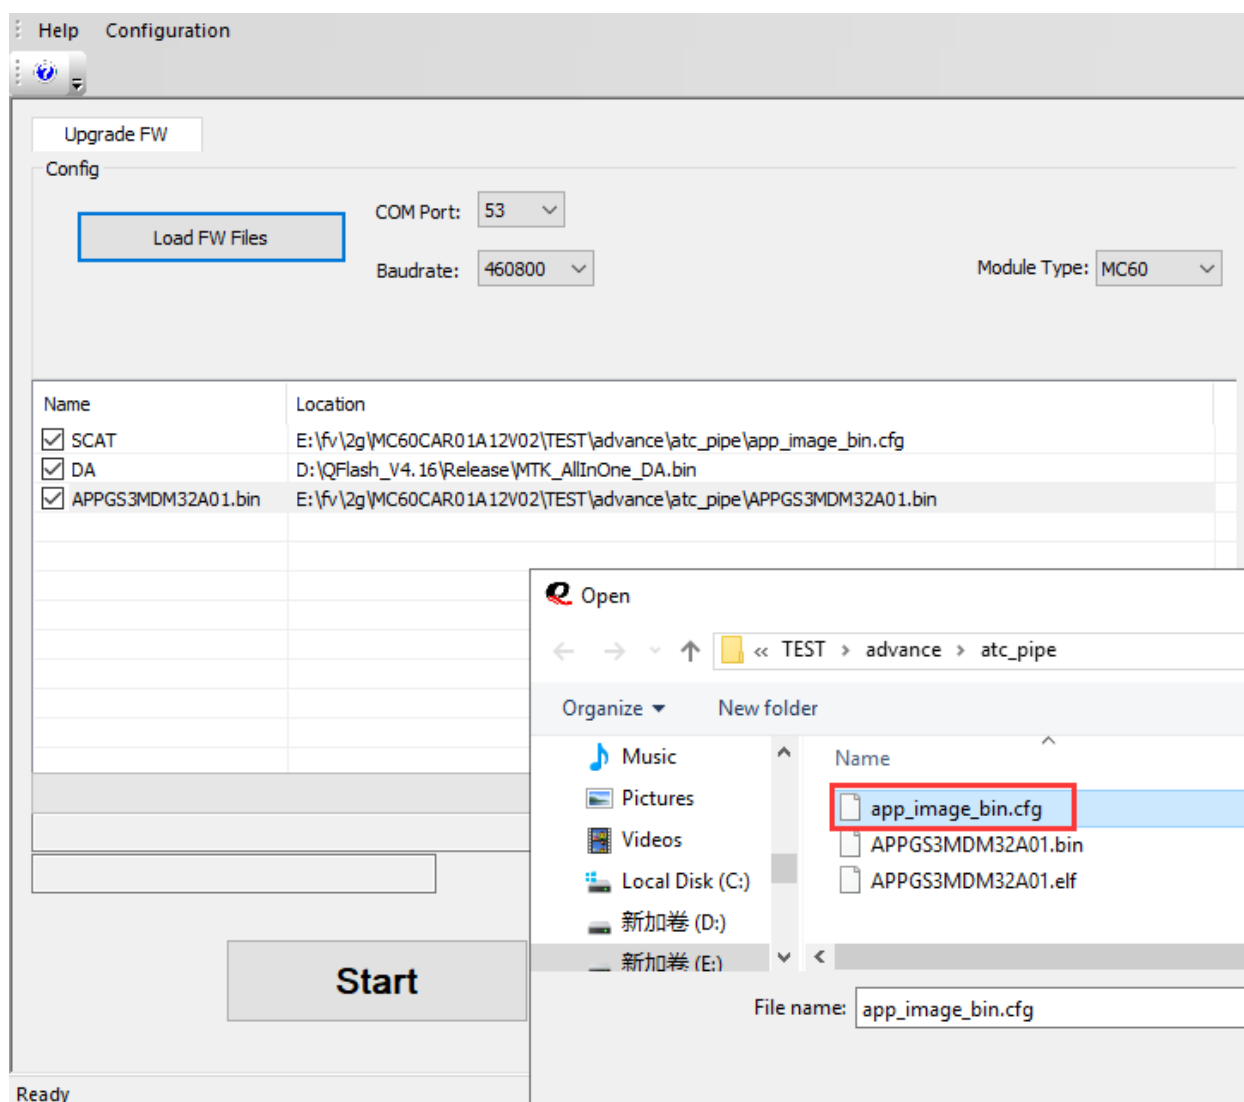 Help Configuration
Upgrade FW
Config
Load FW Files
COM Port: 53
Baudrate: 460800
Module Type: MC60
Name Location
SCAT E:\fv\2g\MC60CAR01A12V02\TEST\advance\atc_pipe\app_image_bin.cfg
DA D:\QFlash_V4.16\Release\MTK_AllInOne_DA.bin
APPGS3MDM32A01.bin E:\fv\2g\MC60CAR01A12V02\TEST\advance\atc_pipe\APPGS3MDM32A01.bin
Open
« TEST › advance › atc_pipe
Organize New folder
Music
Pictures
Videos
Local Disk (C:)
新加卷 (D:)
新加卷 (E:)
Name
app_image_bin.cfg
APPGS3MDM32A01.bin
APPGS3MDM32A01.elf
File name: app_image_bin.cfg
Start
Ready